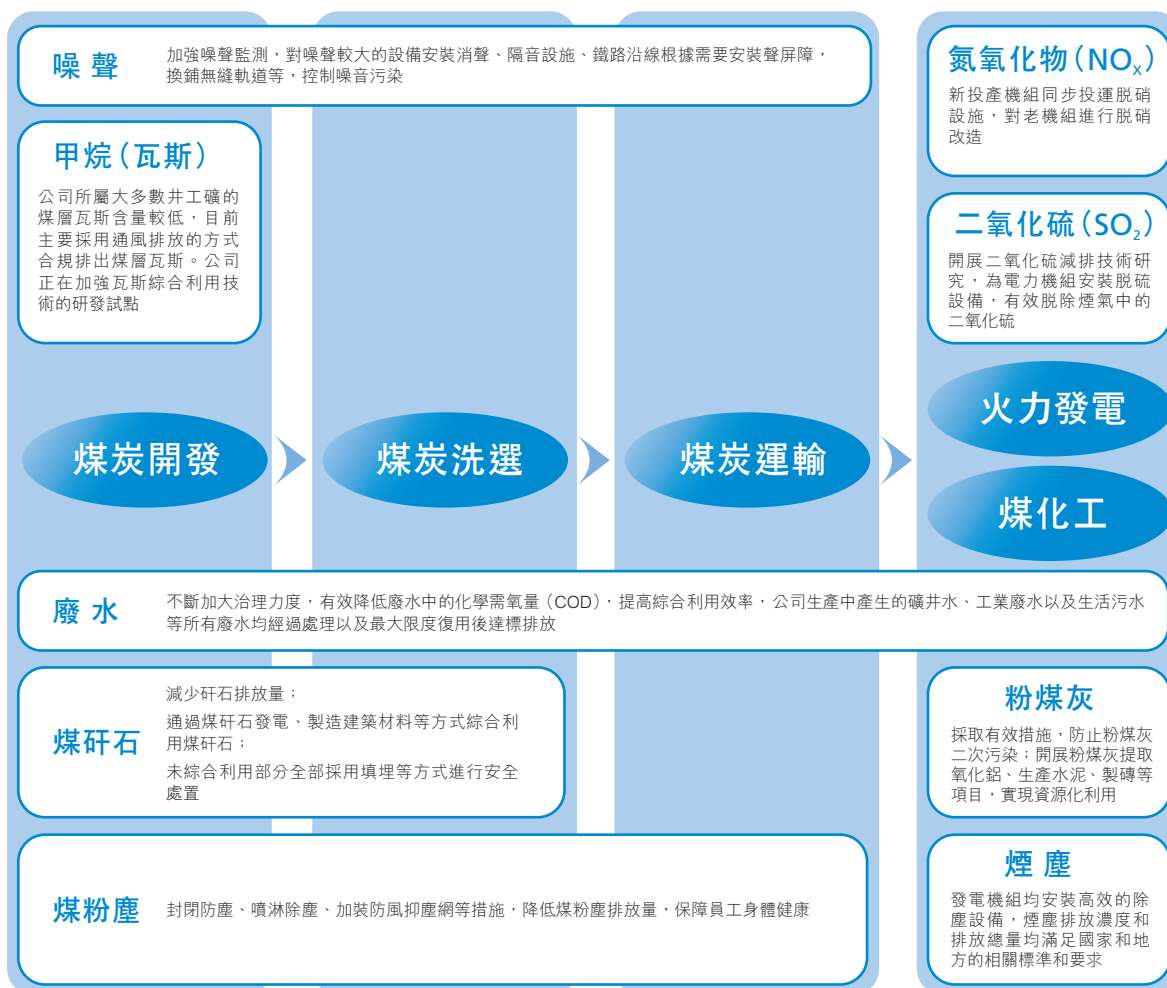 噪聲
加強噪聲監測，對噪聲較大的設備安裝消聲、隔音設施、鐵路沿線根據需要安裝聲屏障，
換鋪無縫軌道等，控制噪音污染
甲烷（瓦斯）
公司所屬大多數井工礦的
煤層瓦斯含量較低，目前
主要採用通風排放的方式
合規排出煤層瓦斯。公司
正在加強瓦斯綜合利用技
術的研發試點
氮氧化物（NOx）
新投產機組同步投運脱硝
設施，對老機組進行脱硝
改造
二氧化硫（SO2）
開展二氧化硫減排技術研
究，為電力機組安裝脱硫
設備，有效脱除煙氣中的
二氧化硫
煤炭開發
煤炭洗選
煤炭運輸
火力發電
煤化工
廢水
不斷加大治理力度，有效降低廢水中的化學需氧量（COD），提高綜合利用效率，公司生產中產生的礦井水、工業廢水以及生活污水
等所有廢水均經過處理以及最大限度復用後達標排放
煤矸石
減少矸石排放量；
通過煤矸石發電、製造建築材料等方式綜合利
用煤矸石；
未綜合利用部分全部採用填埋等方式進行安全
處置
粉煤灰
採取有效措施，防止粉煤灰
二次污染；開展粉煤灰提取
氧化鋁、生產水泥、製磚等
項目，實現資源化利用
煤粉塵
封閉防塵、噴淋除塵、加裝防風抑塵網等措施，降低煤粉塵排放量，保障員工身體健康
煙塵
發電機組均安裝高效的除
塵設備，煙塵排放濃度和
排放總量均滿足國家和地
方的相關標準和要求